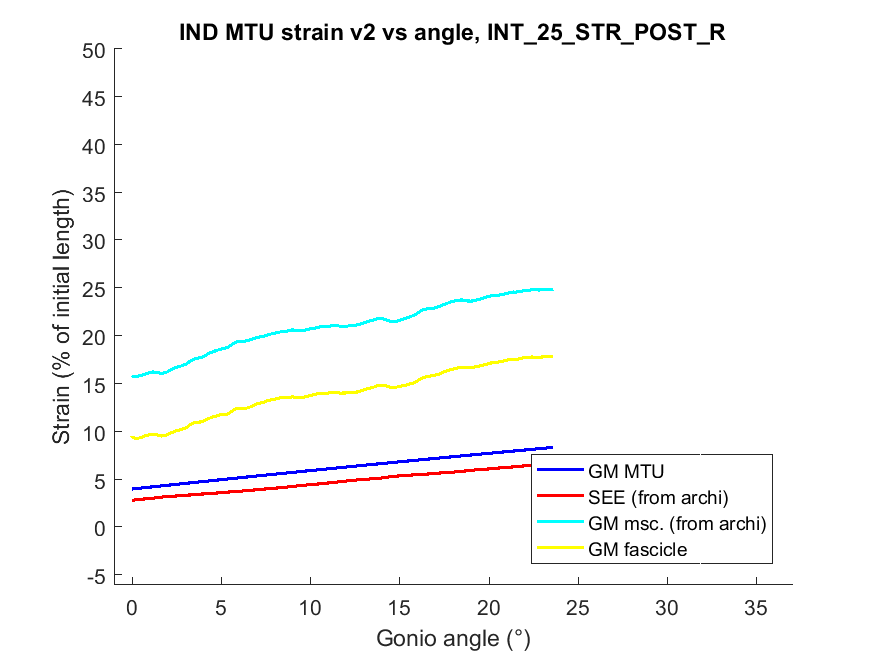 IND MTU strain v2 vs angle, INT_25_STR_POST_R
Strain (% of initial length)
50
45
40
35
30
25
20
15
10
5
0
-5
GM MTU
SEE (from archi)
GM msc. (from archi)
GM fascicle
0 5 10 15 20 25 30 35
Gonio angle (°)